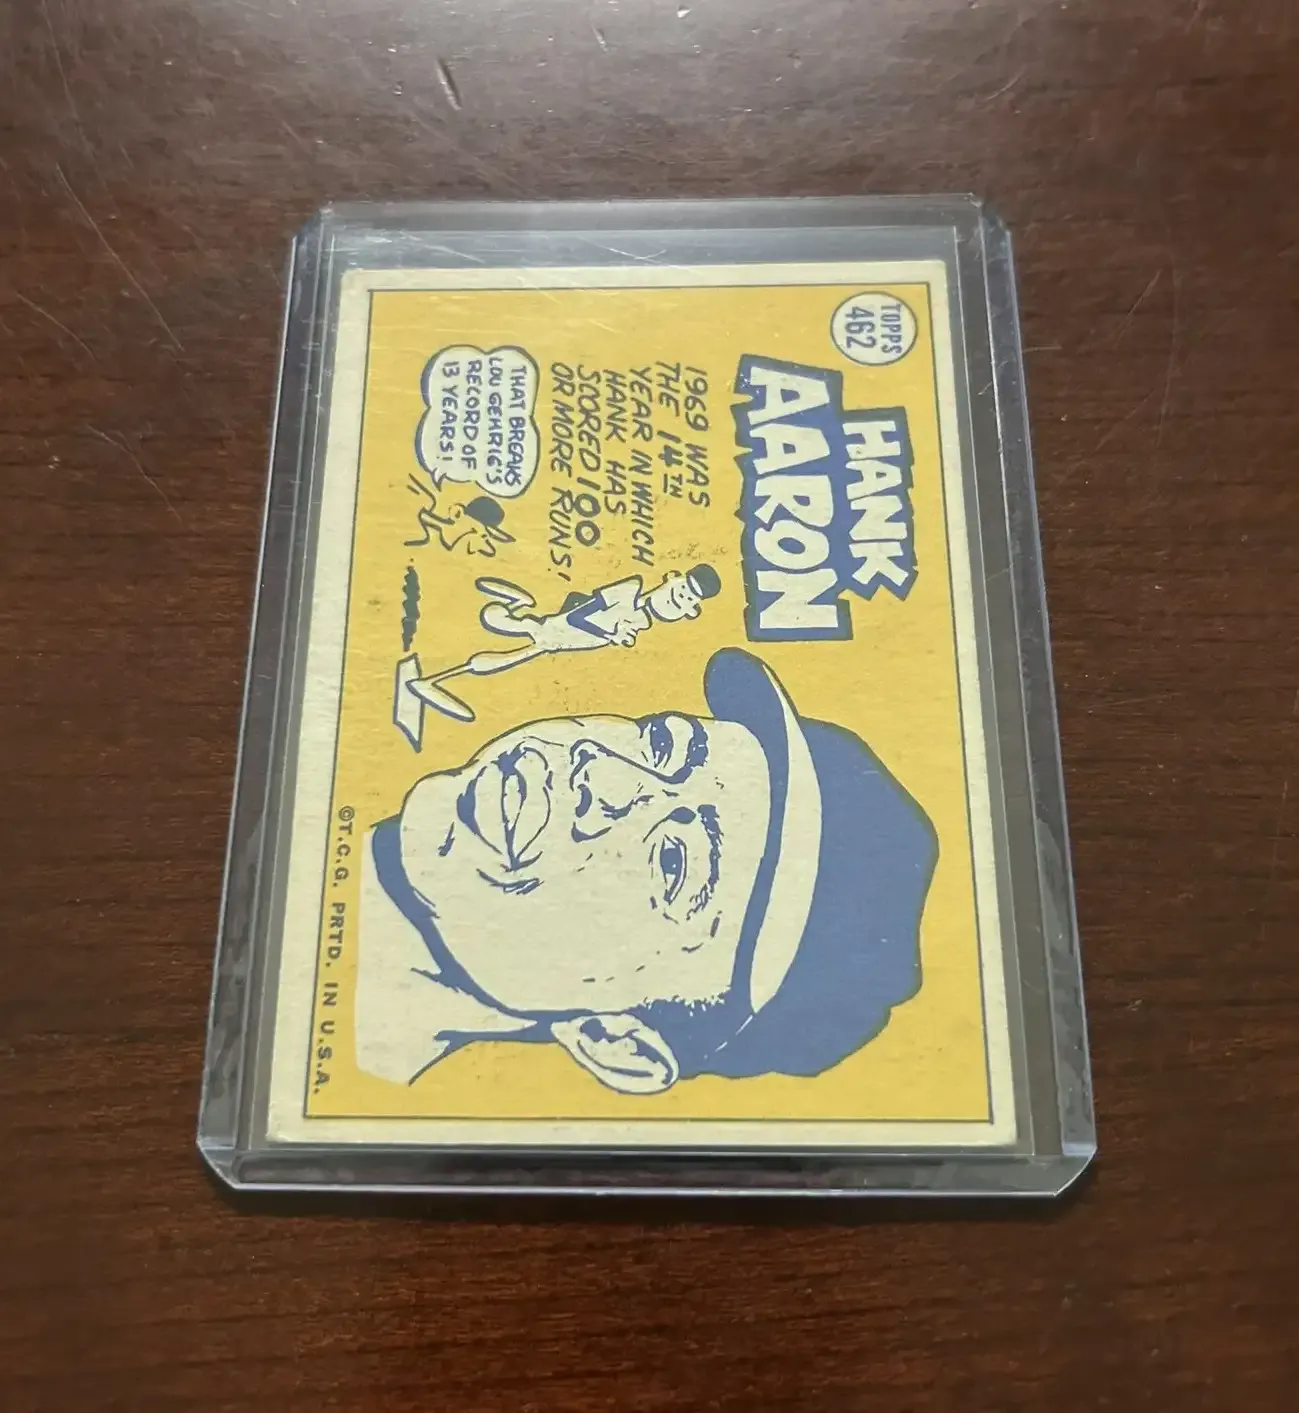 TOPPS
462
HANK
AARON
1969 WAS
THE 14TH
YEAR IN WHICH
HANK HAS
SCORED 100
OR MORE RUNS!
THAT BREAKS
LOU GEHRIG'S
RECORD OF
13 YEARS!
©T.C.G. PRTD. IN U.S.A.